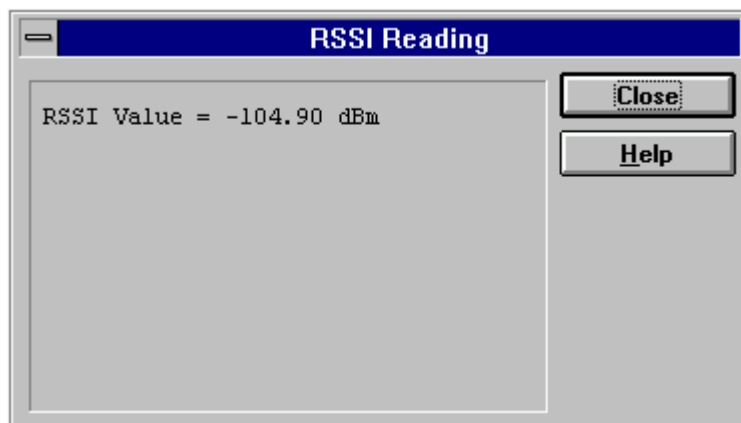 RSSI Reading
RSSI Value = -104.90 dBm
Close
Help